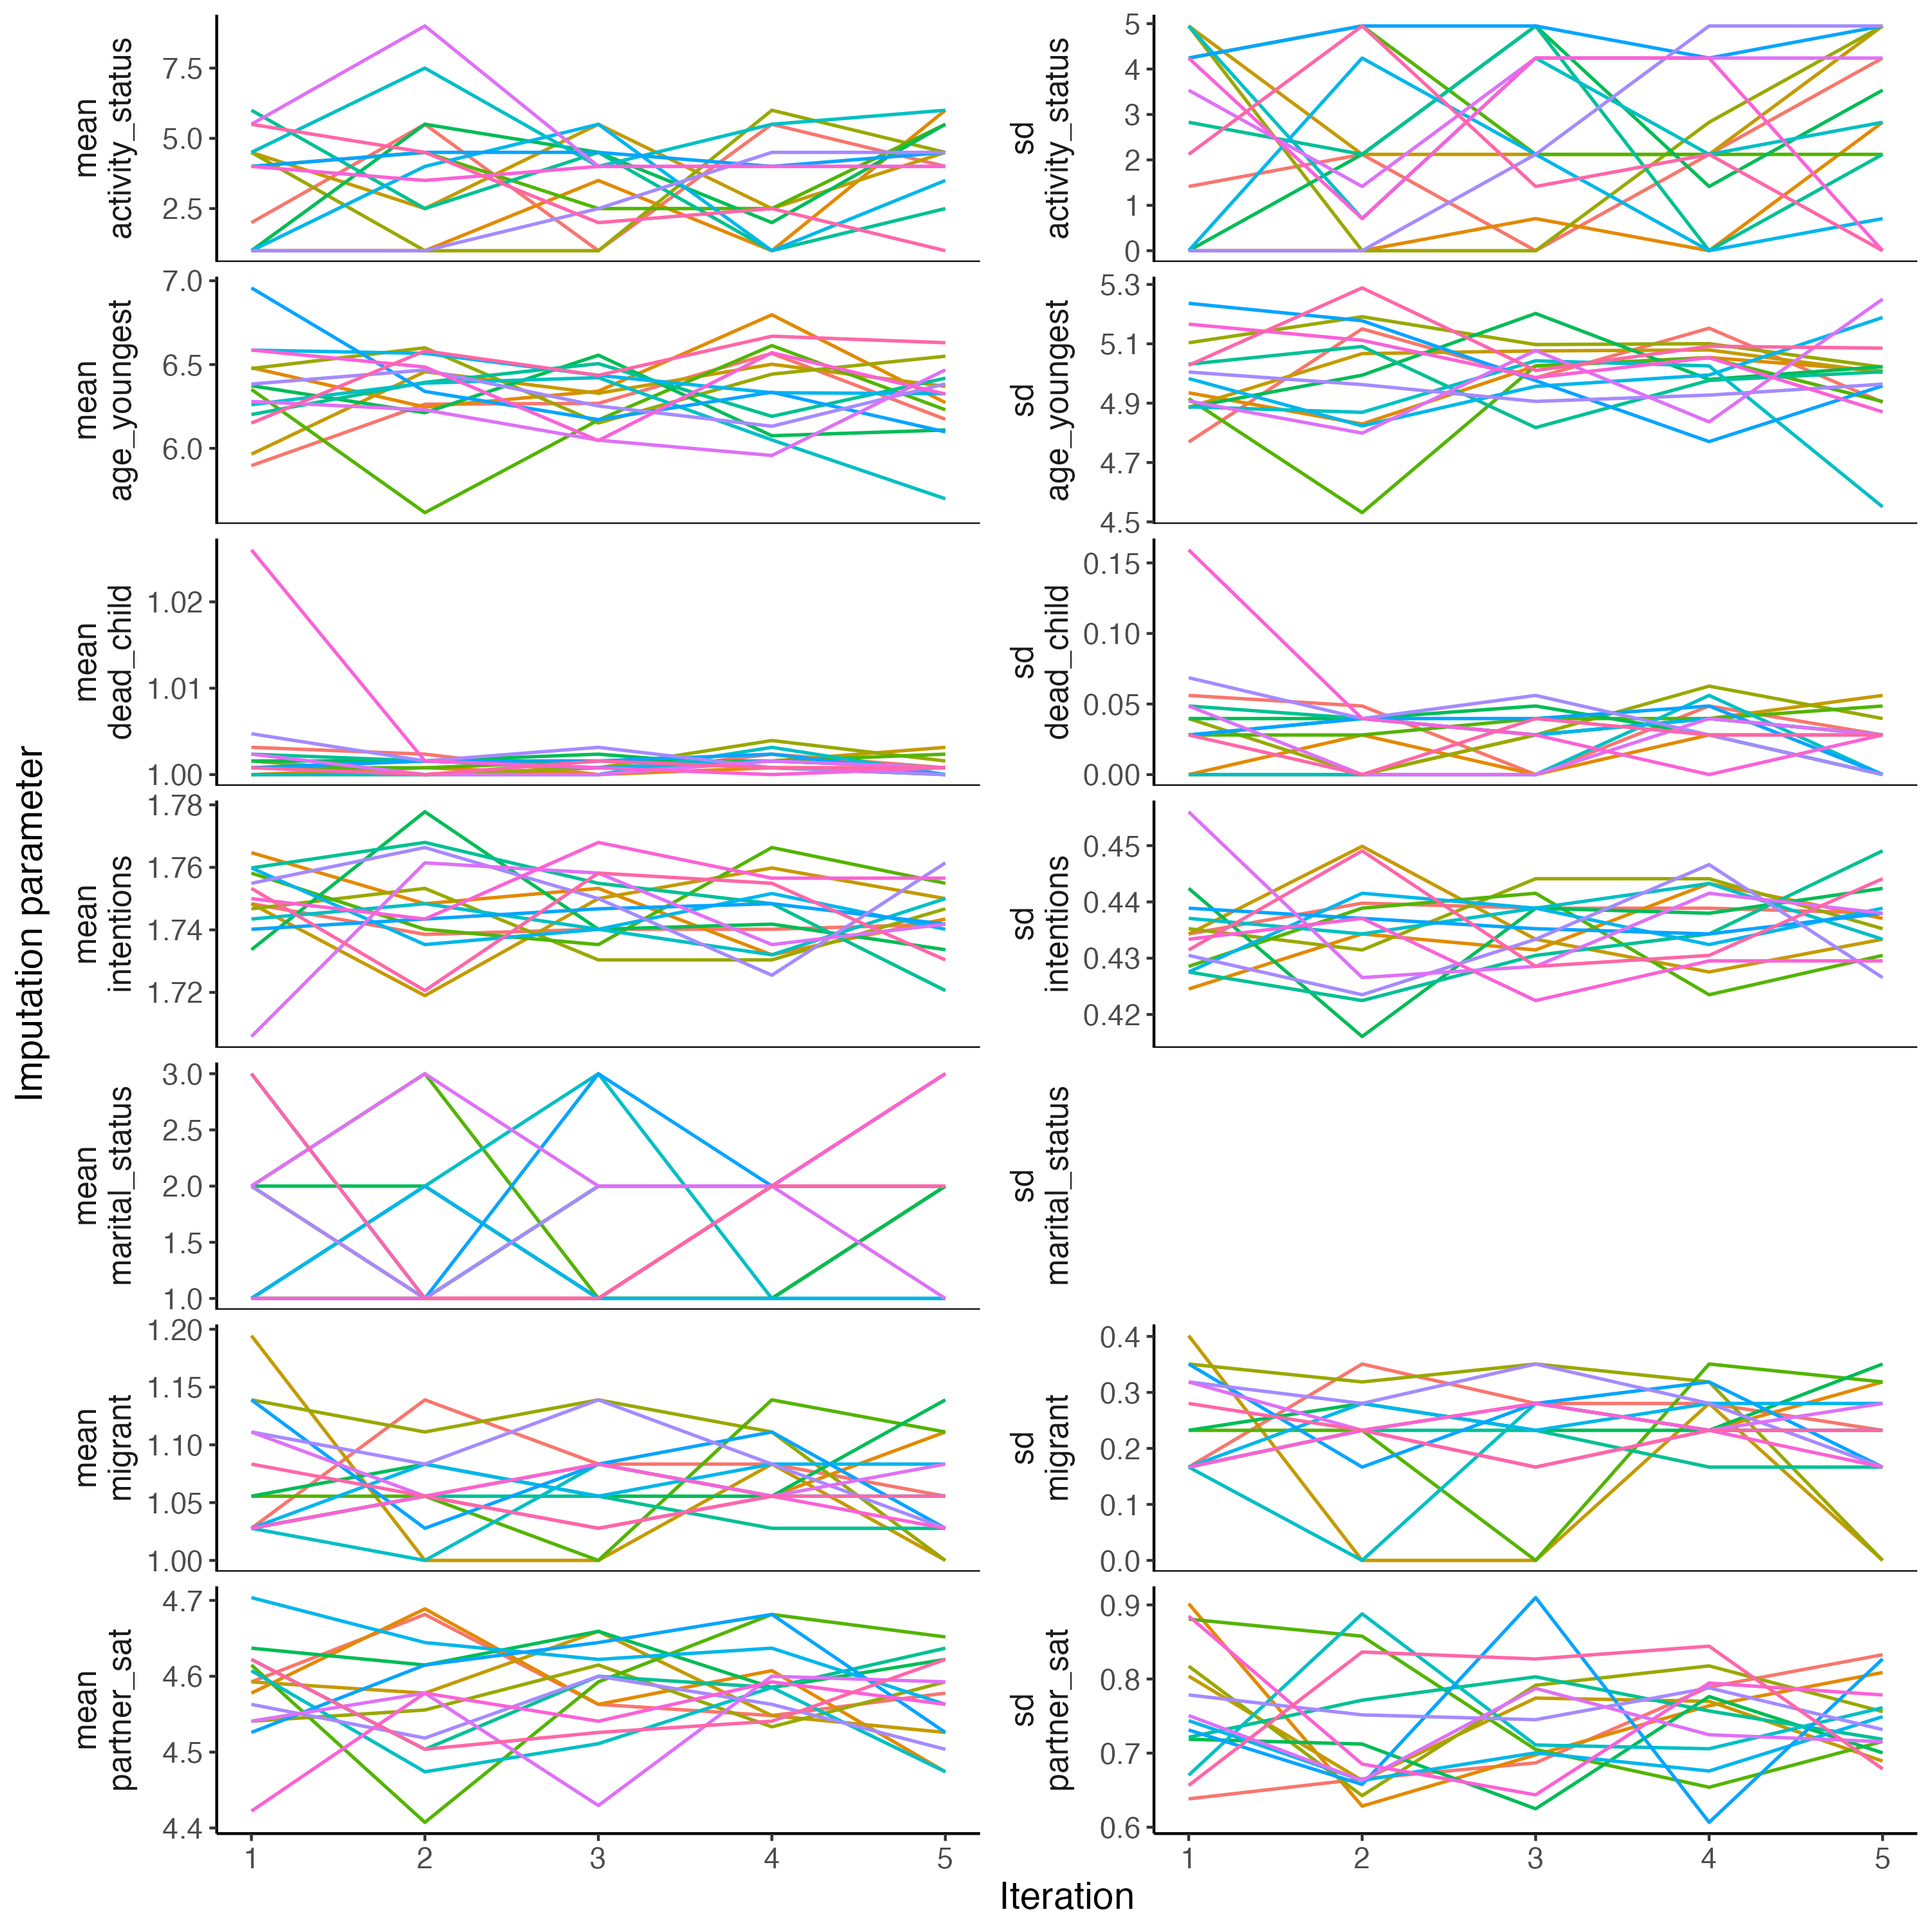 Imputation parameter
mean
activity_status
7.5
5.0
2.5
sd
activity_status
5
4
3
2
1
0
mean
age_youngest
7.0
6.5
6.0
sd
age_youngest
5.3
5.1
4.9
4.7
4.5
mean
dead_child
1.02
1.01
1.00
sd
dead_child
0.15
0.10
0.05
0.00
mean
intentions
1.78
1.76
1.74
1.72
sd
intentions
0.45
0.44
0.43
0.42
mean
marital_status
3.0
2.5
2.0
1.5
1.0
sd
marital_status
mean
migrant
1.20
1.15
1.10
1.05
1.00
sd
migrant
0.4
0.3
0.2
0.1
0.0
mean
partner_sat
4.7
4.6
4.5
4.4
sd
partner_sat
0.9
0.8
0.7
0.6
1 2 3 4 5
1 2 3 4 5
Iteration